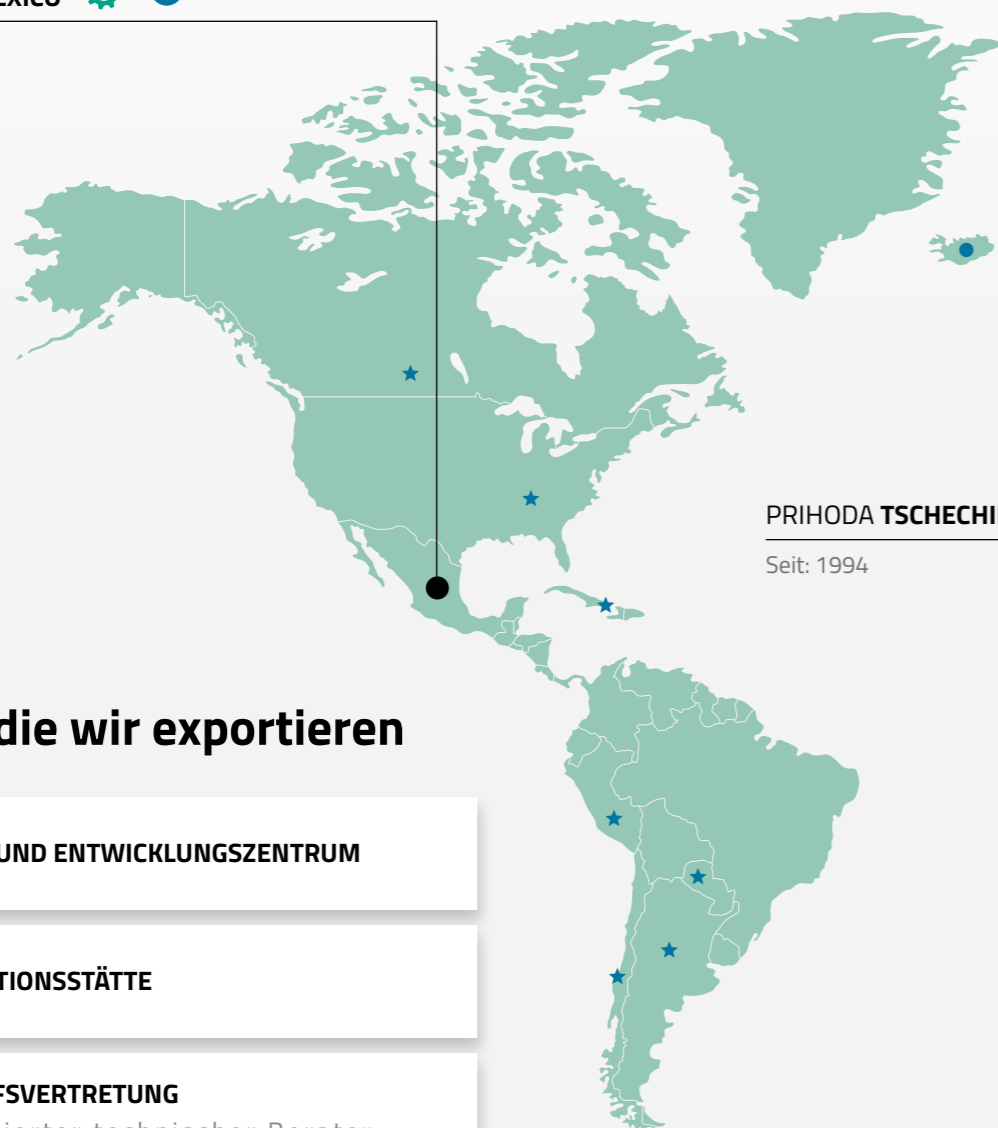 PRIHODA TSCHECHI
Seit: 1994
die wir exportieren
UND ENTWICKLUNGSZENTRUM
TIONSSTÄTTE
FSVERTRETUNG